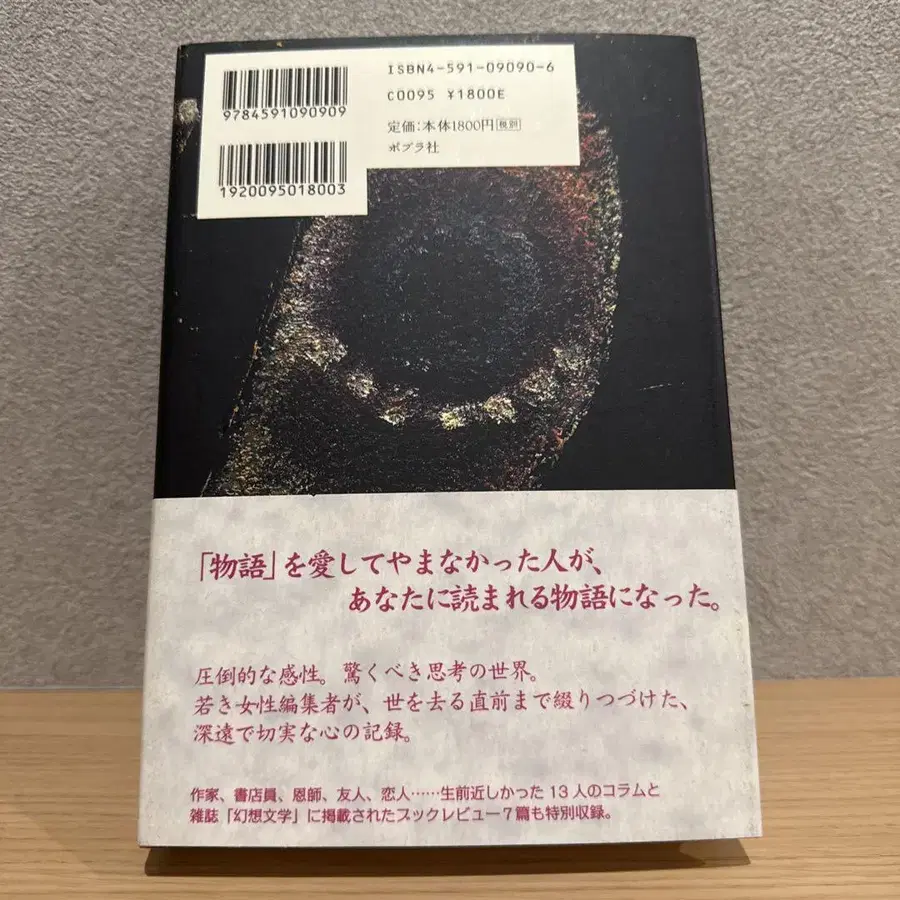 9784591090909
1920095018003
ISBN4-591-09090-6
C0095 ¥1800E
定価：本体1800円 税別
ポプラ社
「物語」を愛してやまなかった人が、
あなたに読まれる物語になった。
圧倒的な感性。驚くべき思考の世界。
若き女性編集者が、世を去る直前まで綴りつづけた、
深遠で切実な心の記録。
作家、書店員、恩師、友人、恋人……生前近しかった 13 人のコラムと
雑誌「幻想文学」に掲載されたブックレビュー７篇も特別収録。